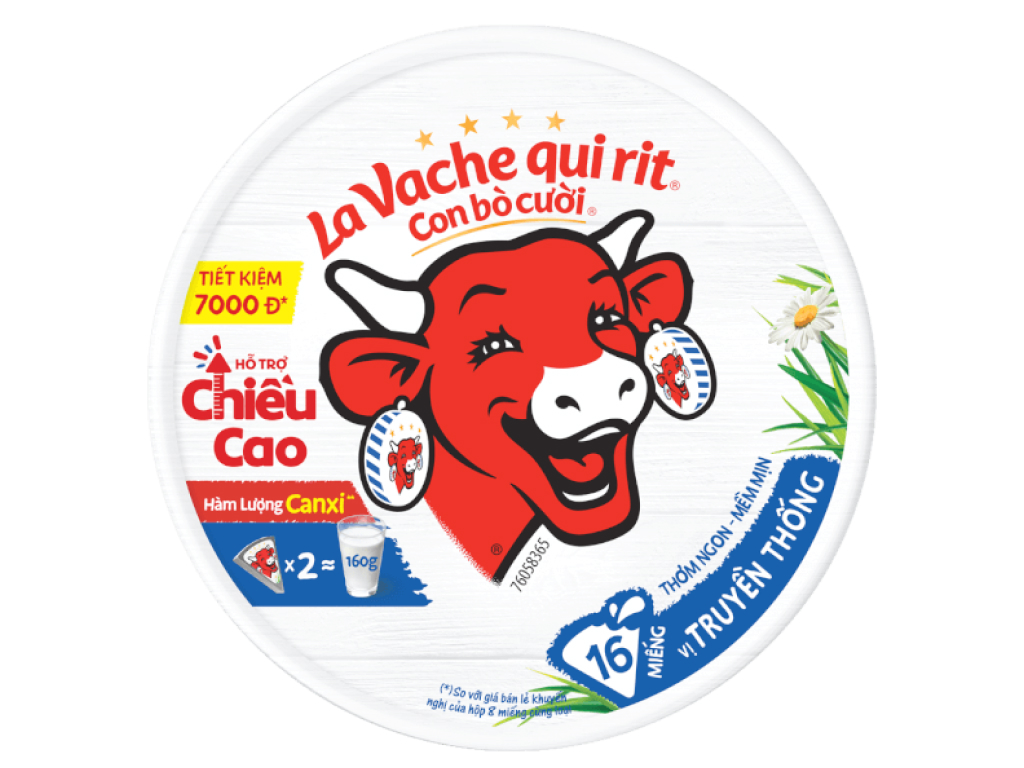 La Vache qui rit®
Con bò cười®
TIẾT KIỆM
7000 Đ*
HỖ TRỢ
Chiều
Cao
Hàm Lượng Canxi**
x2≈ 160g
76058365
THƠM NGON - MỀM MỊN
VỊ TRUYỀN THỐNG
16
MIẾNG
(*)So với giá bán lẻ khuyến
nghị của hộp 8 miếng cùng loại
®